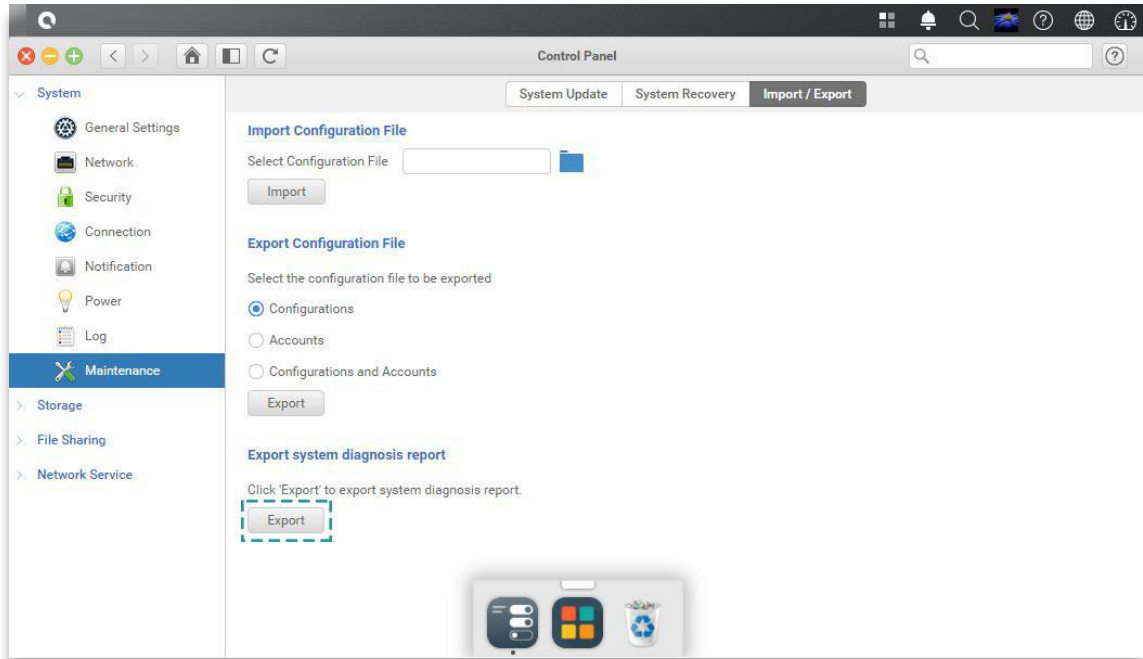 Control Panel
System
System Update
System Recovery
Import / Export
General Settings
Network
Security
Connection
Notification
Power
Log
Maintenance
Storage
File Sharing
Network Service
Import Configuration File
Select Configuration File
Import
Export Configuration File
Select the configuration file to be exported
Configurations
Accounts
Configurations and Accounts
Export
Export system diagnosis report
Click 'Export' to export system diagnosis report.
Export